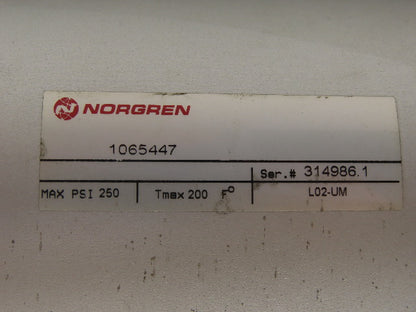 NORGREN
1065447
Ser.# 314986.1
MAX PSI 250 Tmax 200 F° L02-UM